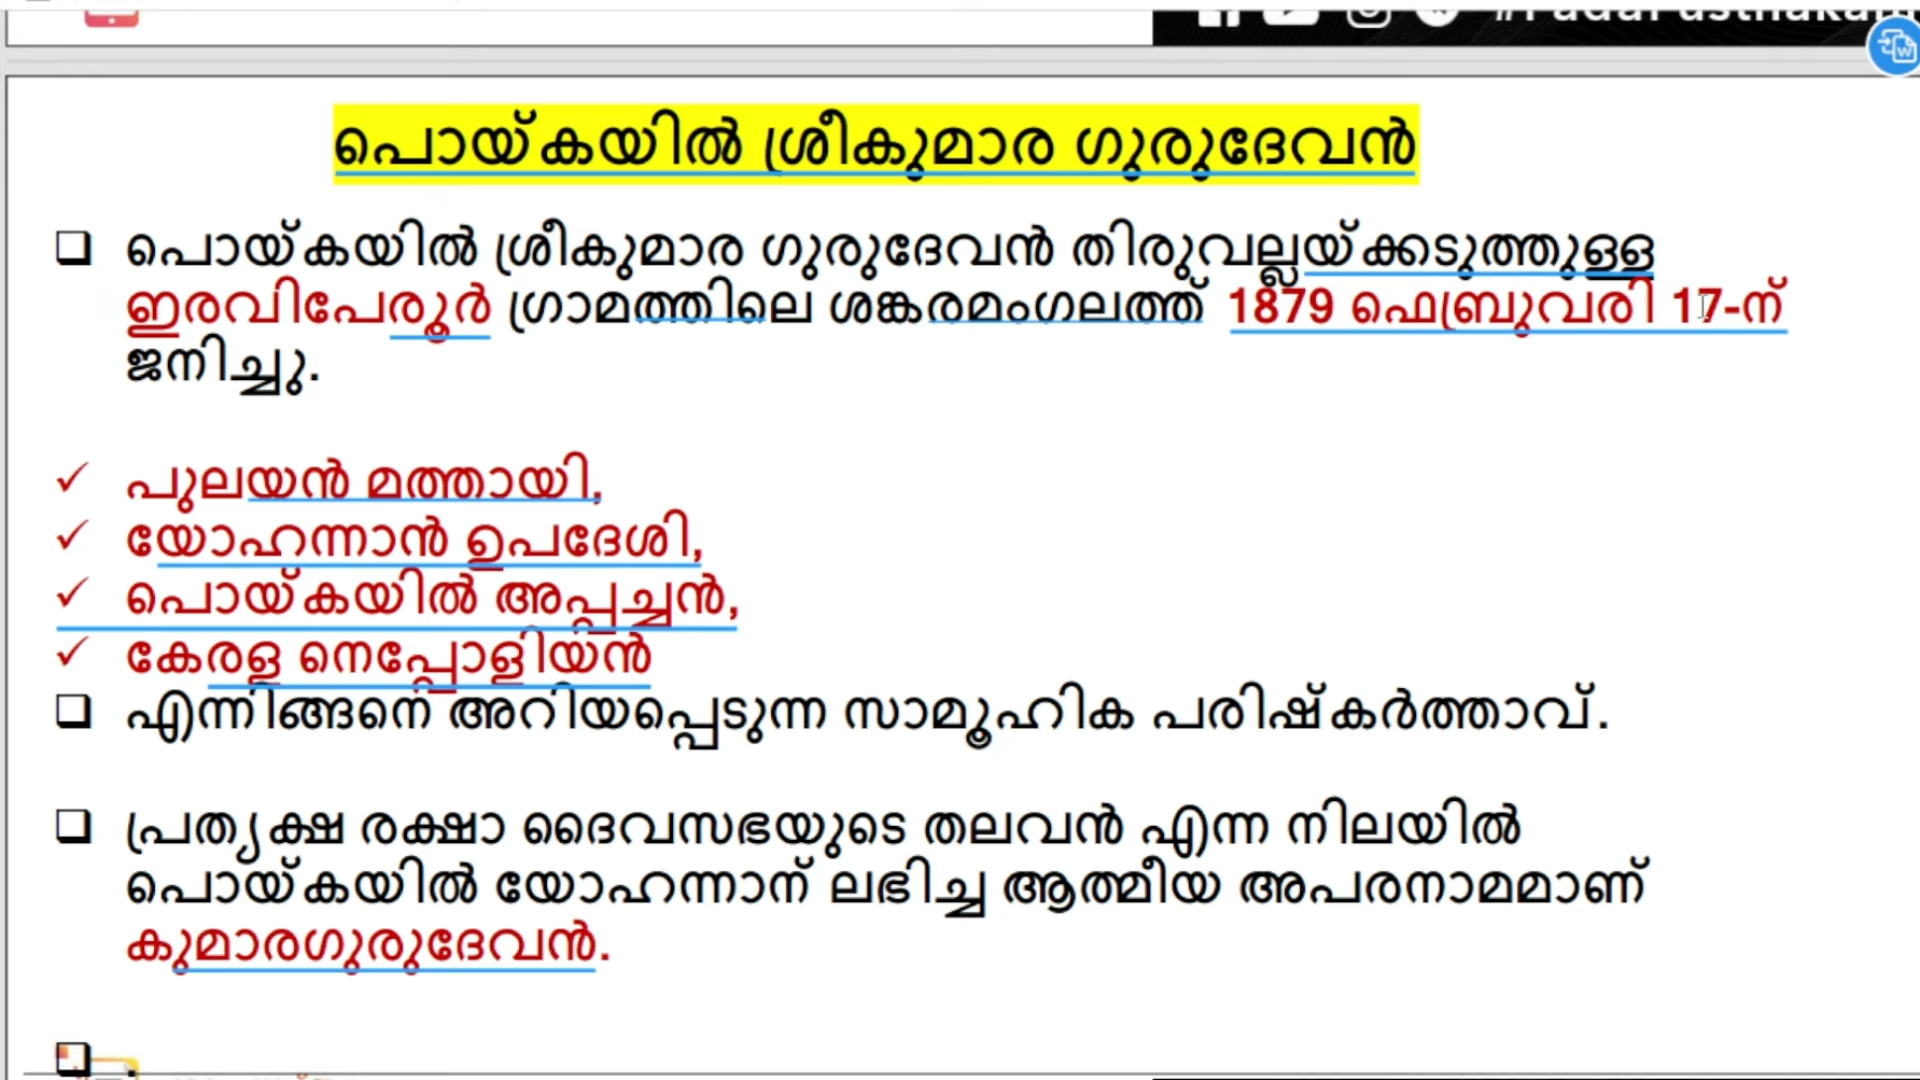 പൊയ്കയിൽ ശ്രീകുമാര ഗുരുദേവൻ
പൊയ്കയിൽ ശ്രീകുമാര ഗുരുദേവൻ തിരുവല്ലയ്ക്കടുത്തുള്ള
ഇരവിപേരൂർ ഗ്രാമത്തിലെ ശങ്കരമംഗലത്ത് 1879 ഫെബ്രുവരി 17-ന്
ജനിച്ചു.
പുലയൻ മത്തായി,
യോഹന്നാൻ ഉപദേശി,
പൊയ്കയിൽ അപ്പച്ചൻ,
കേരള നെപ്പോളിയൻ
എന്നിങ്ങനെ അറിയപ്പെടുന്ന സാമൂഹിക പരിഷ്കർത്താവ്.
പ്രത്യക്ഷ രക്ഷാ ദൈവസഭയുടെ തലവൻ എന്ന നിലയിൽ
പൊയ്കയിൽ യോഹന്നാന് ലഭിച്ച ആത്മീയ അപരനാമമാണ്
കുമാരഗുരുദേവൻ.